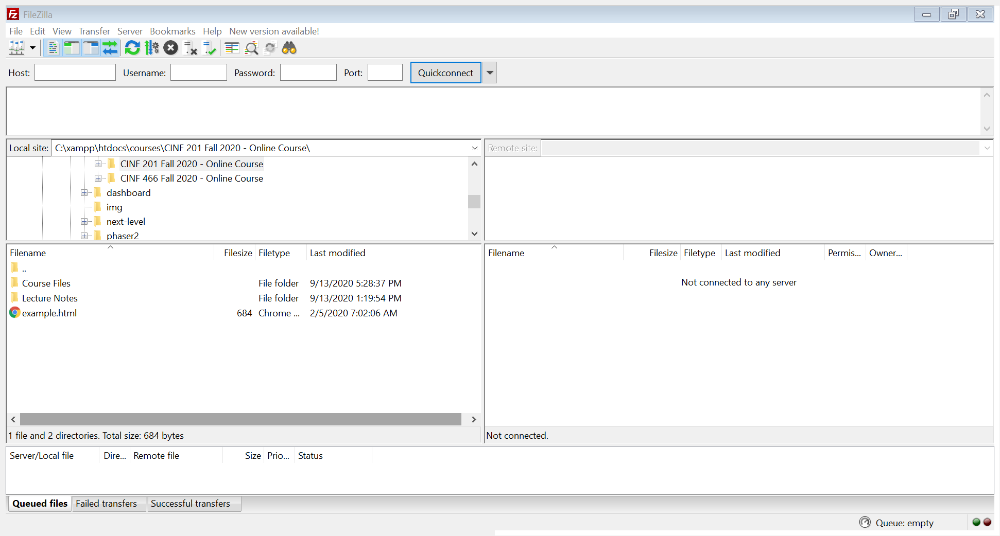 FileZilla
File Edit View Transfer Server Bookmarks Help New version available!
Host: Username: Password: Port: Quickconnect
Local site: C:\xampp\htdocs\courses\CINF 201 Fall 2020 - Online Course\
Remote site:
CINF 201 Fall 2020 - Online Course
CINF 466 Fall 2020 - Online Course
dashboard
img
next-level
phaser2
Filename Filesize Filetype Last modified
..
Course Files File folder 9/13/2020 5:28:37 PM
Lecture Notes File folder 9/13/2020 1:19:54 PM
example.html 684 Chrome ... 2/5/2020 7:02:06 AM
1 file and 2 directories. Total size: 684 bytes
Filename Filesize Filetype Last modified Permis... Owner...
Not connected to any server
Not connected.
Server/Local file Dire... Remote file Size Prio... Status
Queued files Failed transfers Successful transfers
Queue: empty